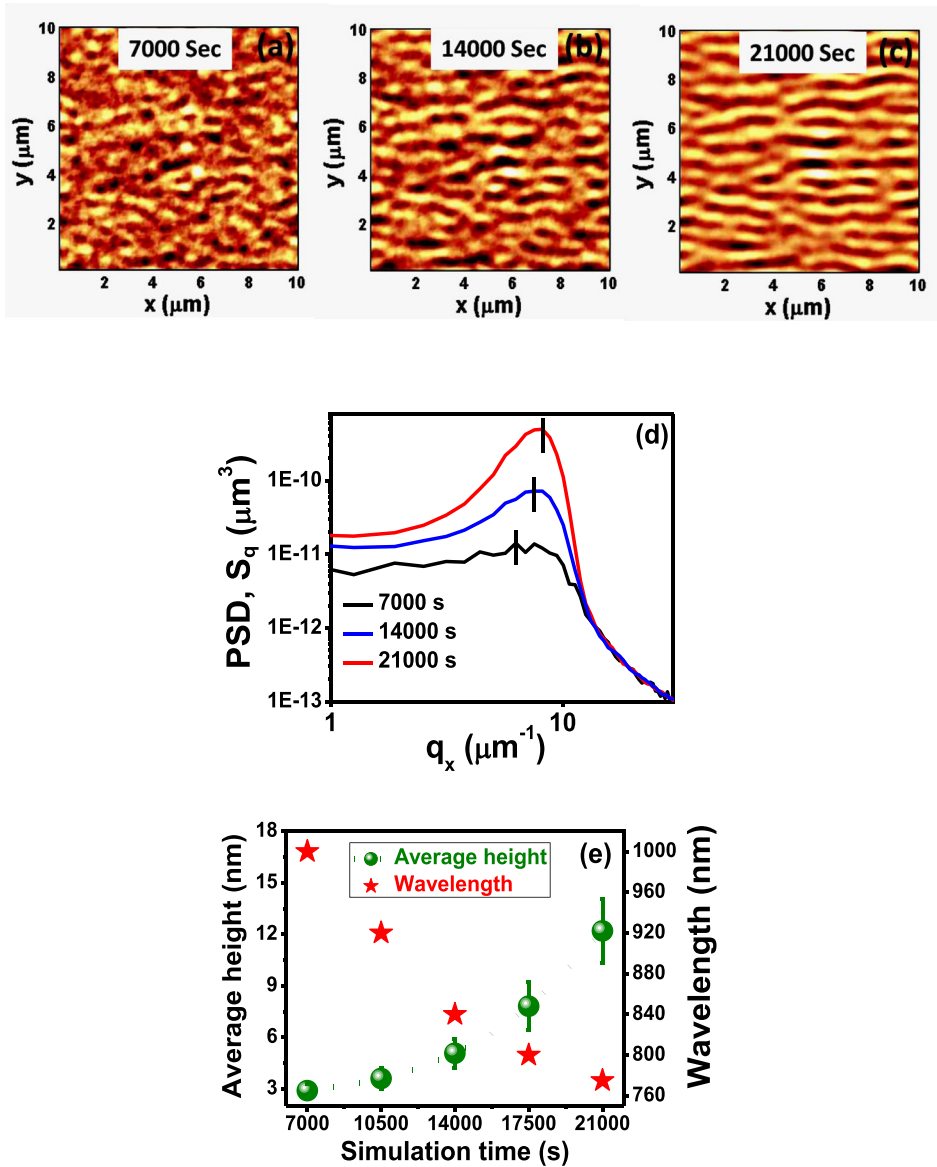 7000 Sec (a)
10
8
6
4
2
y (μm)
2 4 6 8 10
x (μm)
14000 Sec (b)
10
8
6
4
2
y (μm)
2 4 6 8 10
x (μm)
21000 Sec (c)
10
8
6
4
2
y (μm)
2 4 6 8 10
x (μm)
(d)
PSD, Sq (μm³)
1E-10
1E-11
1E-12
1E-13
7000 s
14000 s
21000 s
1 10
qx (μm⁻¹)
(e)
Average height (nm)
18
15
12
9
6
3
Average height
Wavelength
1000
960
920
880
840
800
760
Wavelength (nm)
7000 10500 14000 17500 21000
Simulation time (s)